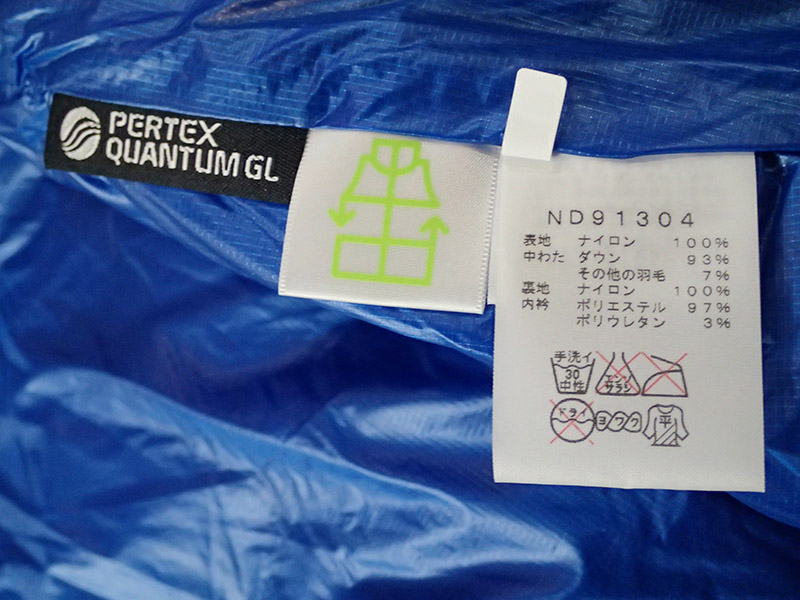 PERTEX
QUANTUM GL
ND91304
表地 ナイロン 100%
中わた ダウン 93%
その他の羽毛 7%
裏地 ナイロン 100%
内衿 ポリエステル 97%
ポリウレタン 3%
手洗イ
30
中性
エンソ
サラシ
ドライ
ヨワク
平